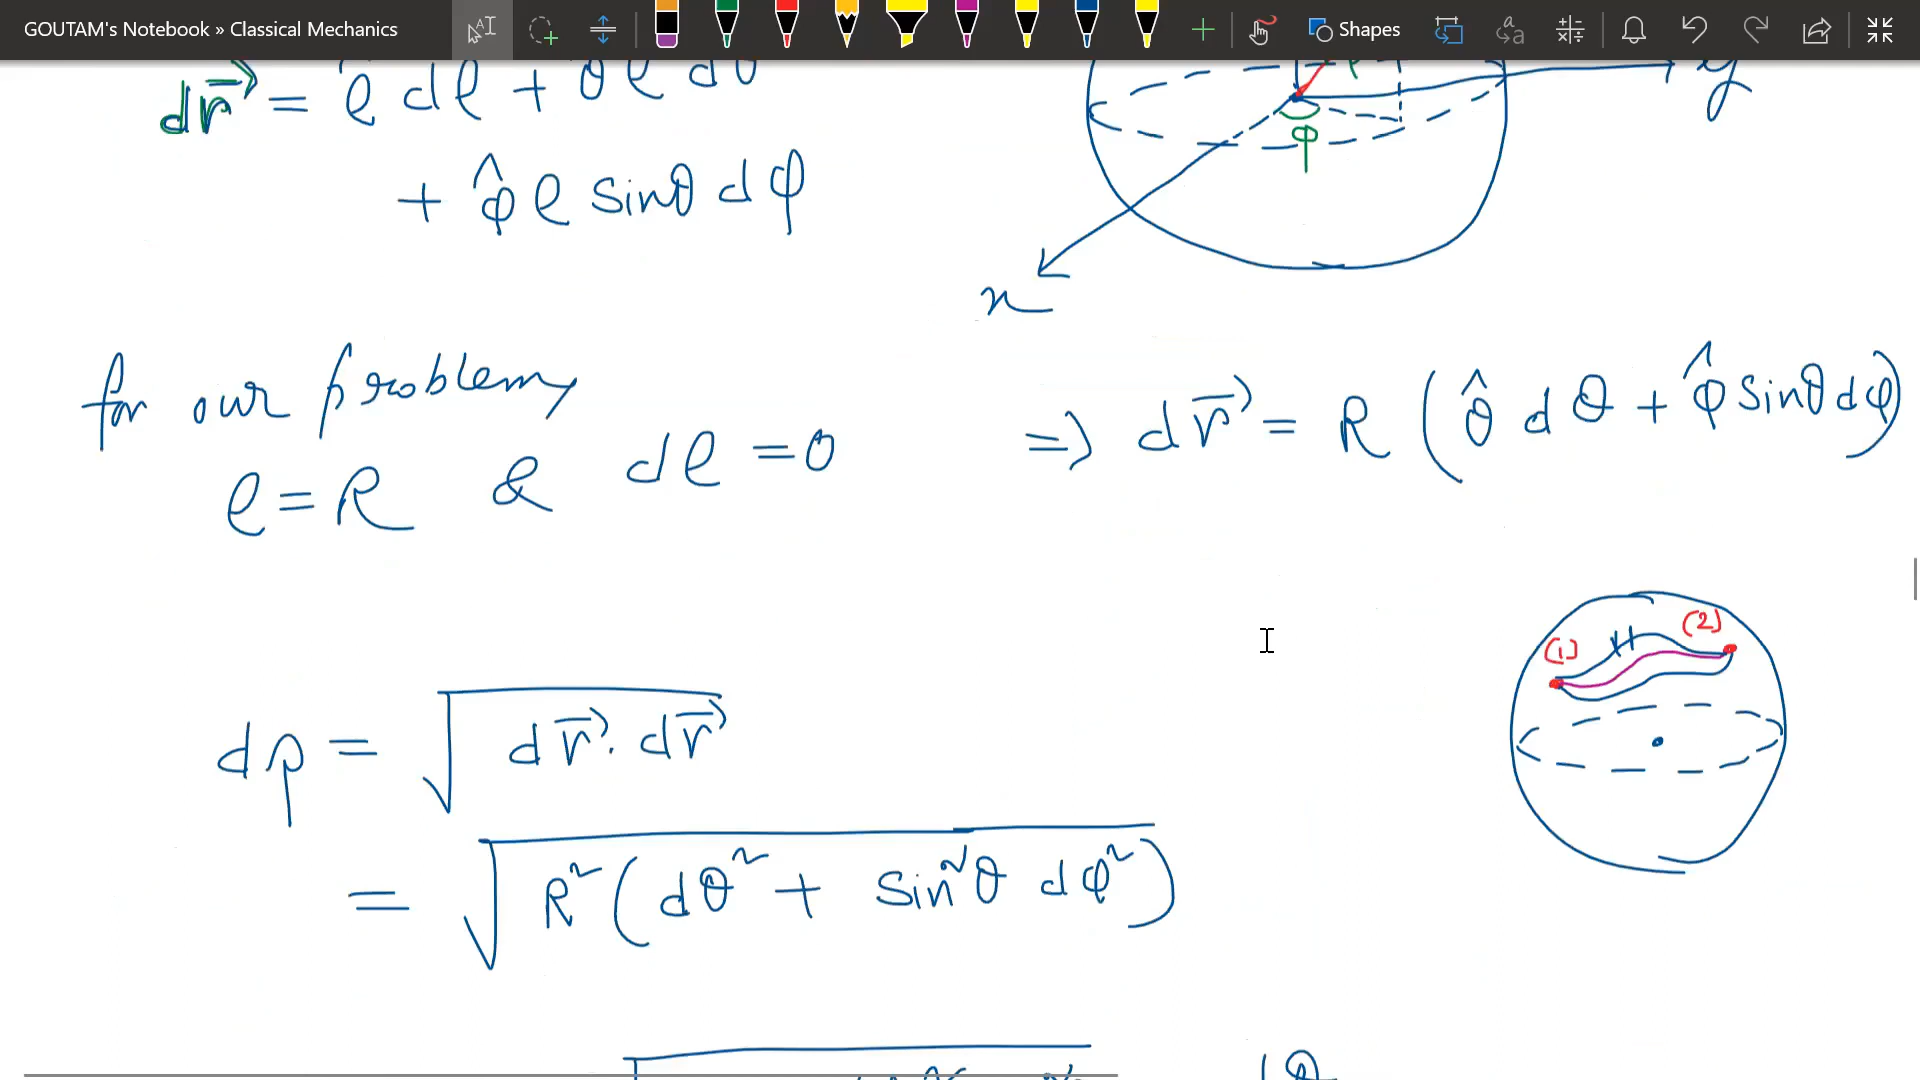 GOUTAM's Notebook » Classical Mechanics
Shapes
d𝑟⃗ = ρ̂ dρ + θ̂ ρ dθ
+ φ̂ ρ sinθ dφ
y
φ
x
for our problem,
ρ = R & dρ = 0
=> d𝑟⃗ = R (θ̂ dθ + φ̂ sinθ dφ)
(1) (2)
ds = √(d𝑟⃗ . d𝑟⃗)
= √(R² (dθ² + sin²θ dφ²))